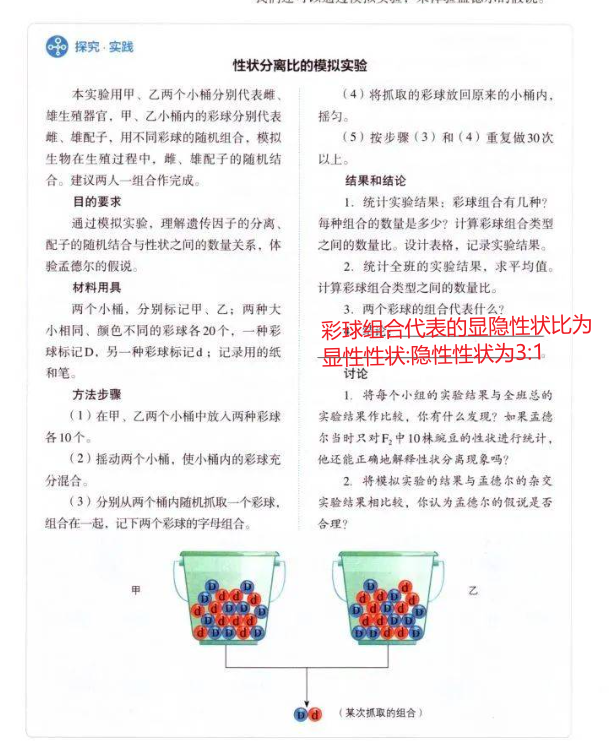 探究·实践
性状分离比的模拟实验
本实验用甲、乙两个小桶分别代表雌、
雄生殖器官，甲、乙小桶内的彩球分别代表
雌、雄配子，用不同彩球的随机组合，模拟
生物在生殖过程中，雌、雄配子的随机结
合。建议两人一组合作完成。
目的要求
通过模拟实验，理解遗传因子的分离、
配子的随机结合与性状之间的数量关系，体
验孟德尔的假说。
材料用具
两个小桶，分别标记甲、乙；两种大
小相同、颜色不同的彩球各20个，一种彩
球标记D，另一种彩球标记d；记录用的纸
和笔。
方法步骤
（1）在甲、乙两个小桶中放入两种彩球
各10个。
（2）摇动两个小桶，使小桶内的彩球充
分混合。
（3）分别从两个桶内随机抓取一个彩球，
组合在一起，记下两个彩球的字母组合。
（4）将抓取的彩球放回原来的小桶内，
摇匀。
（5）按步骤（3）和（4）重复做30次
以上。
结果和结论
1. 统计实验结果：彩球组合有几种？
每种组合的数量是多少？计算彩球组合类型
之间的数量比。设计表格，记录实验结果。
2. 统计全班的实验结果，求平均值。
计算彩球组合类型之间的数量比。
3. 两个彩球的组合代表什么？
彩球组合代表的显隐性状比为
显性性状:隐性性状为3:1
讨论
1. 将每个小组的实验结果与全班总的
实验结果作比较，你有什么发现？如果孟德
尔当时只对F₂中10株豌豆的性状进行统计，
他还能正确地解释性状分离现象吗？
2. 将模拟实验的结果与孟德尔的杂交
实验结果相比较，你认为孟德尔的假说是否
合理？
甲
乙
D d
（某次抓取的组合）